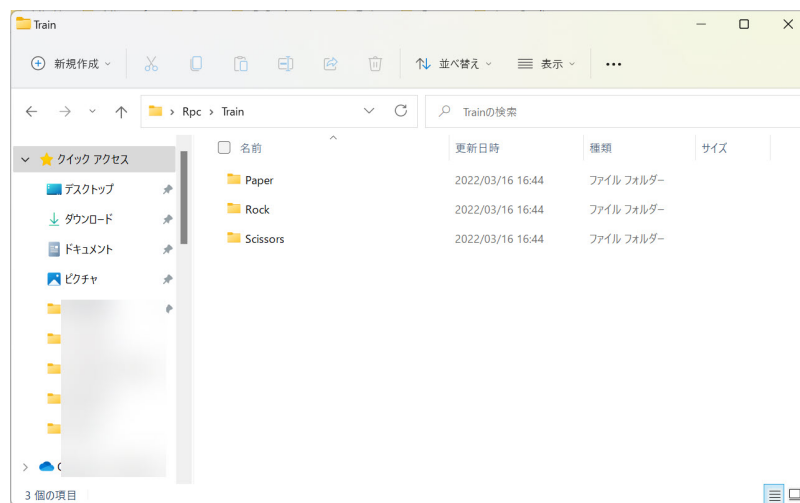 Train
新規作成
並べ替え
表示
Rpc > Train
Trainの検索
クイック アクセス
デスクトップ
ダウンロード
ドキュメント
ピクチャ
名前 更新日時 種類 サイズ
Paper 2022/03/16 16:44 ファイル フォルダー
Rock 2022/03/16 16:44 ファイル フォルダー
Scissors 2022/03/16 16:44 ファイル フォルダー
3 個の項目